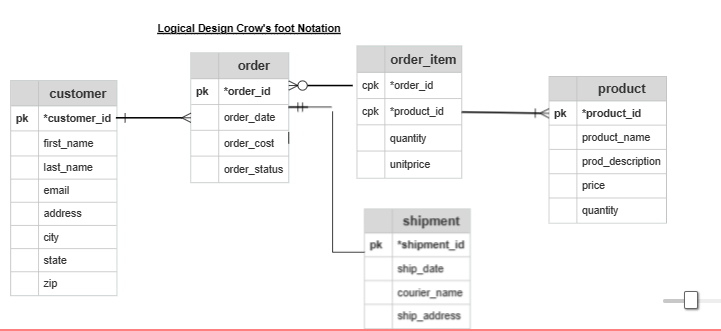 Logical Design Crow's foot Notation
customer
pk *customer_id
first_name
last_name
email
address
city
state
zip
order
pk *order_id
order_date
order_cost
order_status
order_item
cpk *order_id
cpk *product_id
quantity
unitprice
product
pk *product_id
product_name
prod_description
price
quantity
shipment
pk *shipment_id
ship_date
courier_name
ship_address